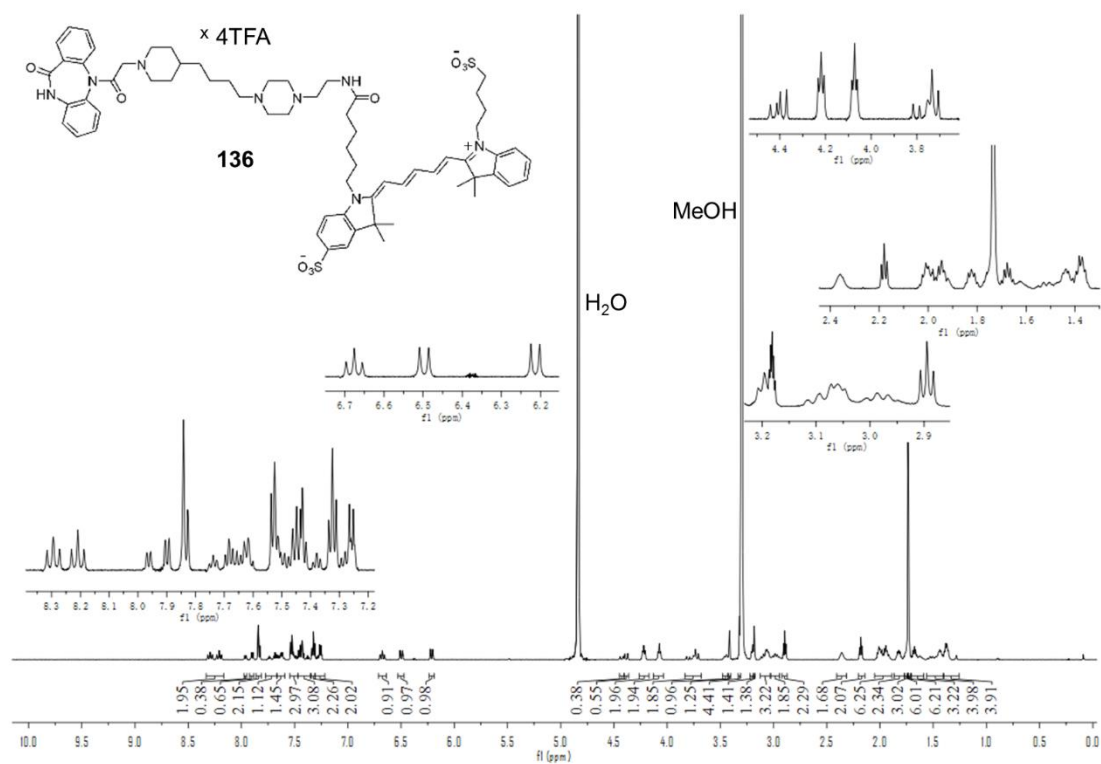 x 4TFA
O
HN
N
O
N
N
N
NH
O
136
N
O3S
-
N
+
O3S
-
MeOH
H2O
4.4 4.2 4.0 3.8
f1 (ppm)
2.4 2.2 2.0 1.8 1.6 1.4
f1 (ppm)
3.2 3.1 3.0 2.9
f1 (ppm)
6.7 6.6 6.5 6.4 6.3 6.2
f1 (ppm)
8.3 8.2 8.1 8.0 7.9 7.8 7.7 7.6 7.5 7.4 7.3 7.2
f1 (ppm)
1.95 0.38 0.65 2.15 1.12 1.45 2.97 3.08 2.26 2.02 0.91 0.97 0.98 0.38 0.55 1.96 1.94 1.85 0.96 1.25 4.41 1.41 1.38 3.22 1.85 2.29 1.68 2.07 6.25 2.34 3.02 6.01 6.21 3.22 3.98 3.91
10.0 9.5 9.0 8.5 8.0 7.5 7.0 6.5 6.0 5.5 5.0 4.5 4.0 3.5 3.0 2.5 2.0 1.5 1.0 0.5 0.0
f1 (ppm)